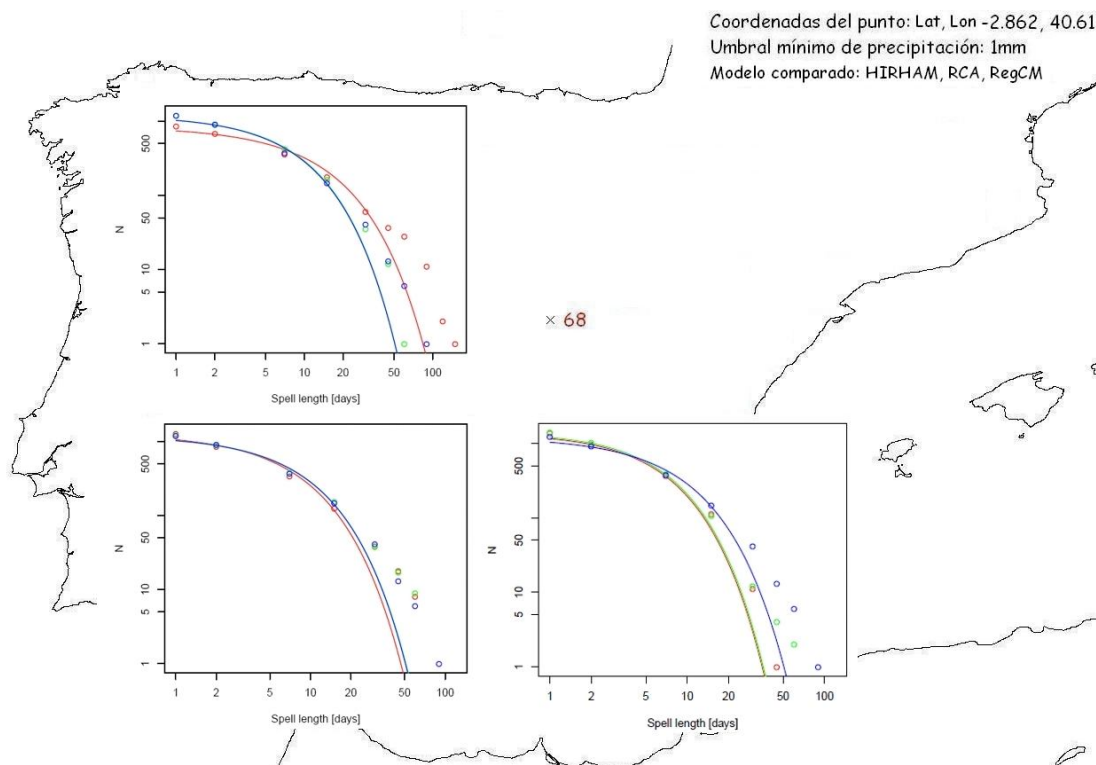 Coordenadas del punto: Lat, Lon -2.862, 40.61
Umbral mínimo de precipitación: 1mm
Modelo comparado: HIRHAM, RCA, RegCM
500
50
10
5
1
N
1 2 5 10 20 50 100
Spell length [days]
68
500
50
10
5
1
N
1 2 5 10 20 50 100
Spell length [days]
500
50
10
5
1
N
1 2 5 10 20 50 100
Spell length [days]